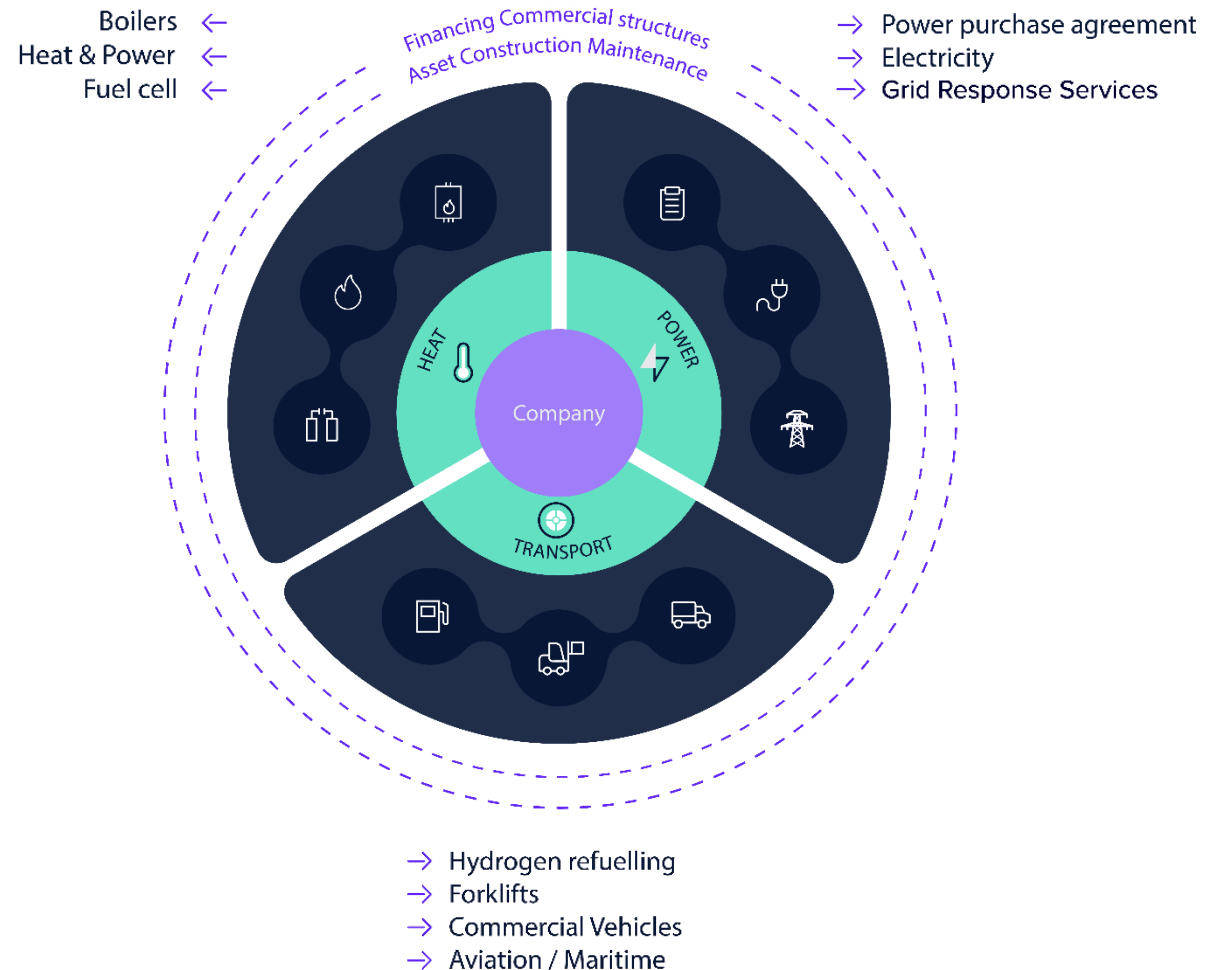 Boilers
Heat & Power
Fuel cell
Financing Commercial structures
Asset Construction Maintenance
Power purchase agreement
Electricity
Grid Response Services
HEAT
POWER
Company
TRANSPORT
Hydrogen refuelling
Forklifts
Commercial Vehicles
Aviation / Maritime